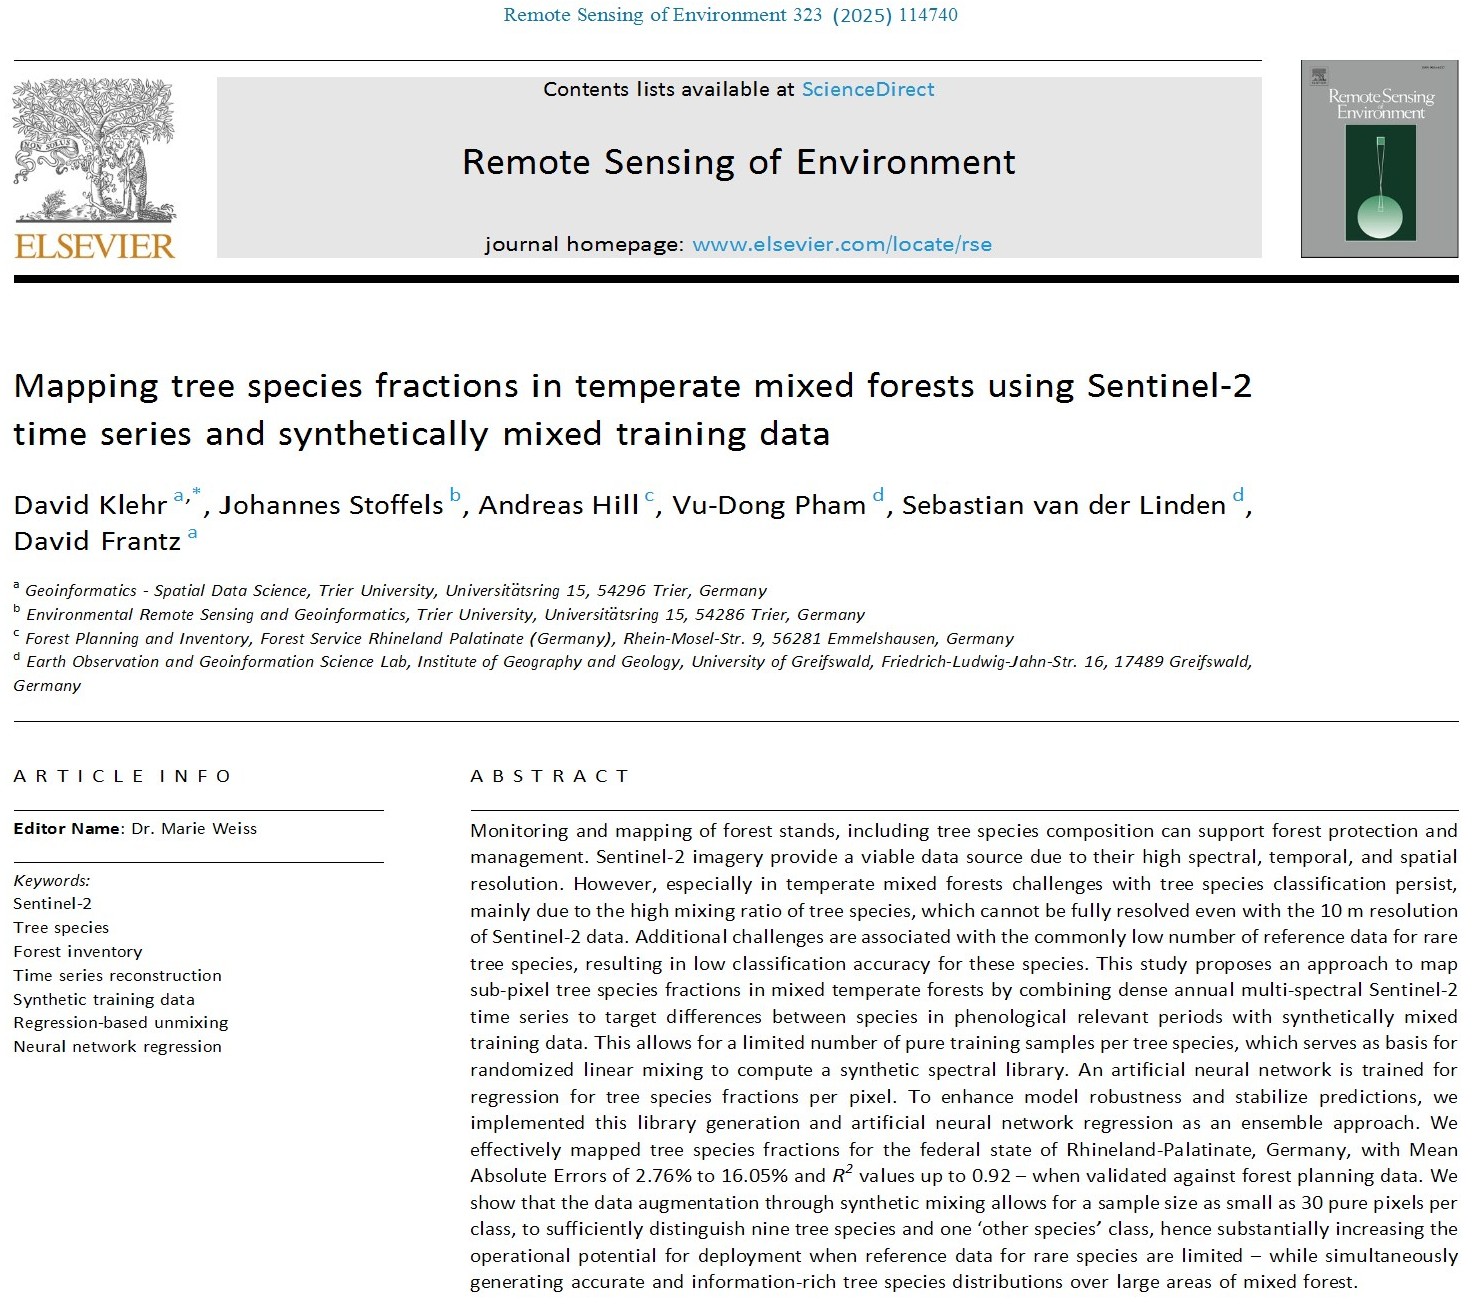 Remote Sensing of Environment 323 (2025) 114740
Contents lists available at ScienceDirect
Remote Sensing of Environment
journal homepage: www.elsevier.com/locate/rse
NON SOLUS
ELSEVIER
Remote Sensing
of
Environment
Mapping tree species fractions in temperate mixed forests using Sentinel-2
time series and synthetically mixed training data
David Klehr a,*, Johannes Stoffels b, Andreas Hill c, Vu-Dong Pham d, Sebastian van der Linden d,
David Frantz a
a Geoinformatics - Spatial Data Science, Trier University, Universitätsring 15, 54296 Trier, Germany
b Environmental Remote Sensing and Geoinformatics, Trier University, Universitätsring 15, 54286 Trier, Germany
c Forest Planning and Inventory, Forest Service Rhineland Palatinate (Germany), Rhein-Mosel-Str. 9, 56281 Emmelshausen, Germany
d Earth Observation and Geoinformation Science Lab, Institute of Geography and Geology, University of Greifswald, Friedrich-Ludwig-Jahn-Str. 16, 17489 Greifswald,
Germany
ARTICLE INFO
Editor Name: Dr. Marie Weiss
Keywords:
Sentinel-2
Tree species
Forest inventory
Time series reconstruction
Synthetic training data
Regression-based unmixing
Neural network regression
ABSTRACT
Monitoring and mapping of forest stands, including tree species composition can support forest protection and
management. Sentinel-2 imagery provide a viable data source due to their high spectral, temporal, and spatial
resolution. However, especially in temperate mixed forests challenges with tree species classification persist,
mainly due to the high mixing ratio of tree species, which cannot be fully resolved even with the 10 m resolution
of Sentinel-2 data. Additional challenges are associated with the commonly low number of reference data for rare
tree species, resulting in low classification accuracy for these species. This study proposes an approach to map
sub-pixel tree species fractions in mixed temperate forests by combining dense annual multi-spectral Sentinel-2
time series to target differences between species in phenological relevant periods with synthetically mixed
training data. This allows for a limited number of pure training samples per tree species, which serves as basis for
randomized linear mixing to compute a synthetic spectral library. An artificial neural network is trained for
regression for tree species fractions per pixel. To enhance model robustness and stabilize predictions, we
implemented this library generation and artificial neural network regression as an ensemble approach. We
effectively mapped tree species fractions for the federal state of Rhineland-Palatinate, Germany, with Mean
Absolute Errors of 2.76% to 16.05% and R² values up to 0.92 – when validated against forest planning data. We
show that the data augmentation through synthetic mixing allows for a sample size as small as 30 pure pixels per
class, to sufficiently distinguish nine tree species and one ‘other species’ class, hence substantially increasing the
operational potential for deployment when reference data for rare species are limited – while simultaneously
generating accurate and information-rich tree species distributions over large areas of mixed forest.